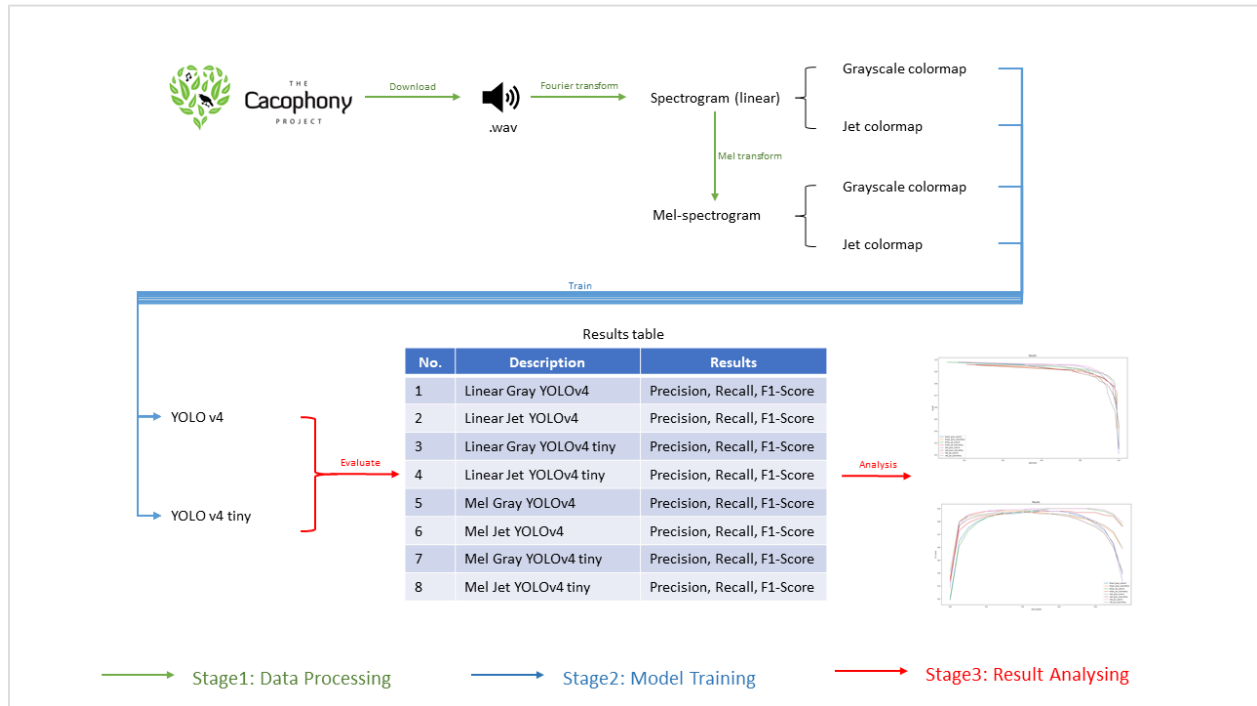 THE
Cacophony
PROJECT
Download
.wav
Fourier transform
Spectrogram (linear)
Grayscale colormap
Jet colormap
Mel transform
Mel-spectrogram
Grayscale colormap
Jet colormap
Train
YOLO v4
YOLO v4 tiny
Evaluate
Results table
No. Description Results
1 Linear Gray YOLOv4 Precision, Recall, F1-Score
2 Linear Jet YOLOv4 Precision, Recall, F1-Score
3 Linear Gray YOLOv4 tiny Precision, Recall, F1-Score
4 Linear Jet YOLOv4 tiny Precision, Recall, F1-Score
5 Mel Gray YOLOv4 Precision, Recall, F1-Score
6 Mel Jet YOLOv4 Precision, Recall, F1-Score
7 Mel Gray YOLOv4 tiny Precision, Recall, F1-Score
8 Mel Jet YOLOv4 tiny Precision, Recall, F1-Score
Analysis
Stage1: Data Processing
Stage2: Model Training
Stage3: Result Analysing